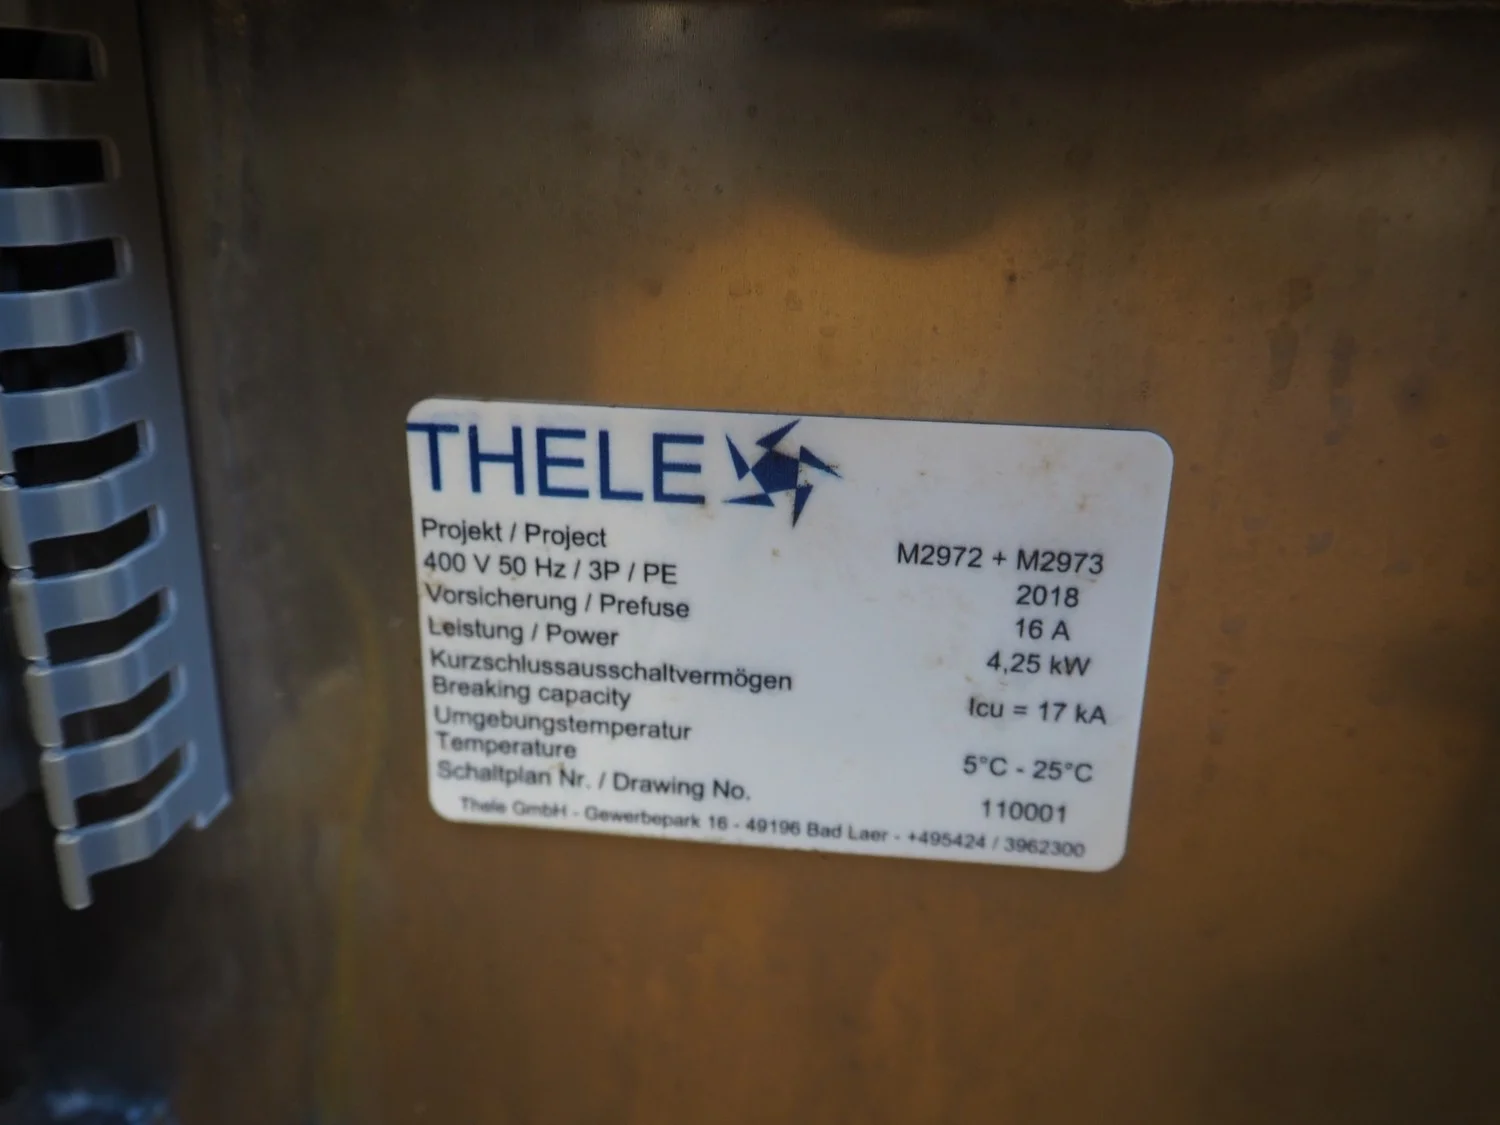 THELE
Projekt / Project M2972 + M2973
400 V 50 Hz / 3P / PE 2018
Vorsicherung / Prefuse 16 A
Leistung / Power 4,25 kW
Kurzschlussausschaltvermögen
Breaking capacity Icu = 17 kA
Umgebungstemperatur
Temperature 5°C - 25°C
Schaltplan Nr. / Drawing No. 110001
Thele GmbH - Gewerbepark 16 - 49196 Bad Laer - +495424 / 3962300